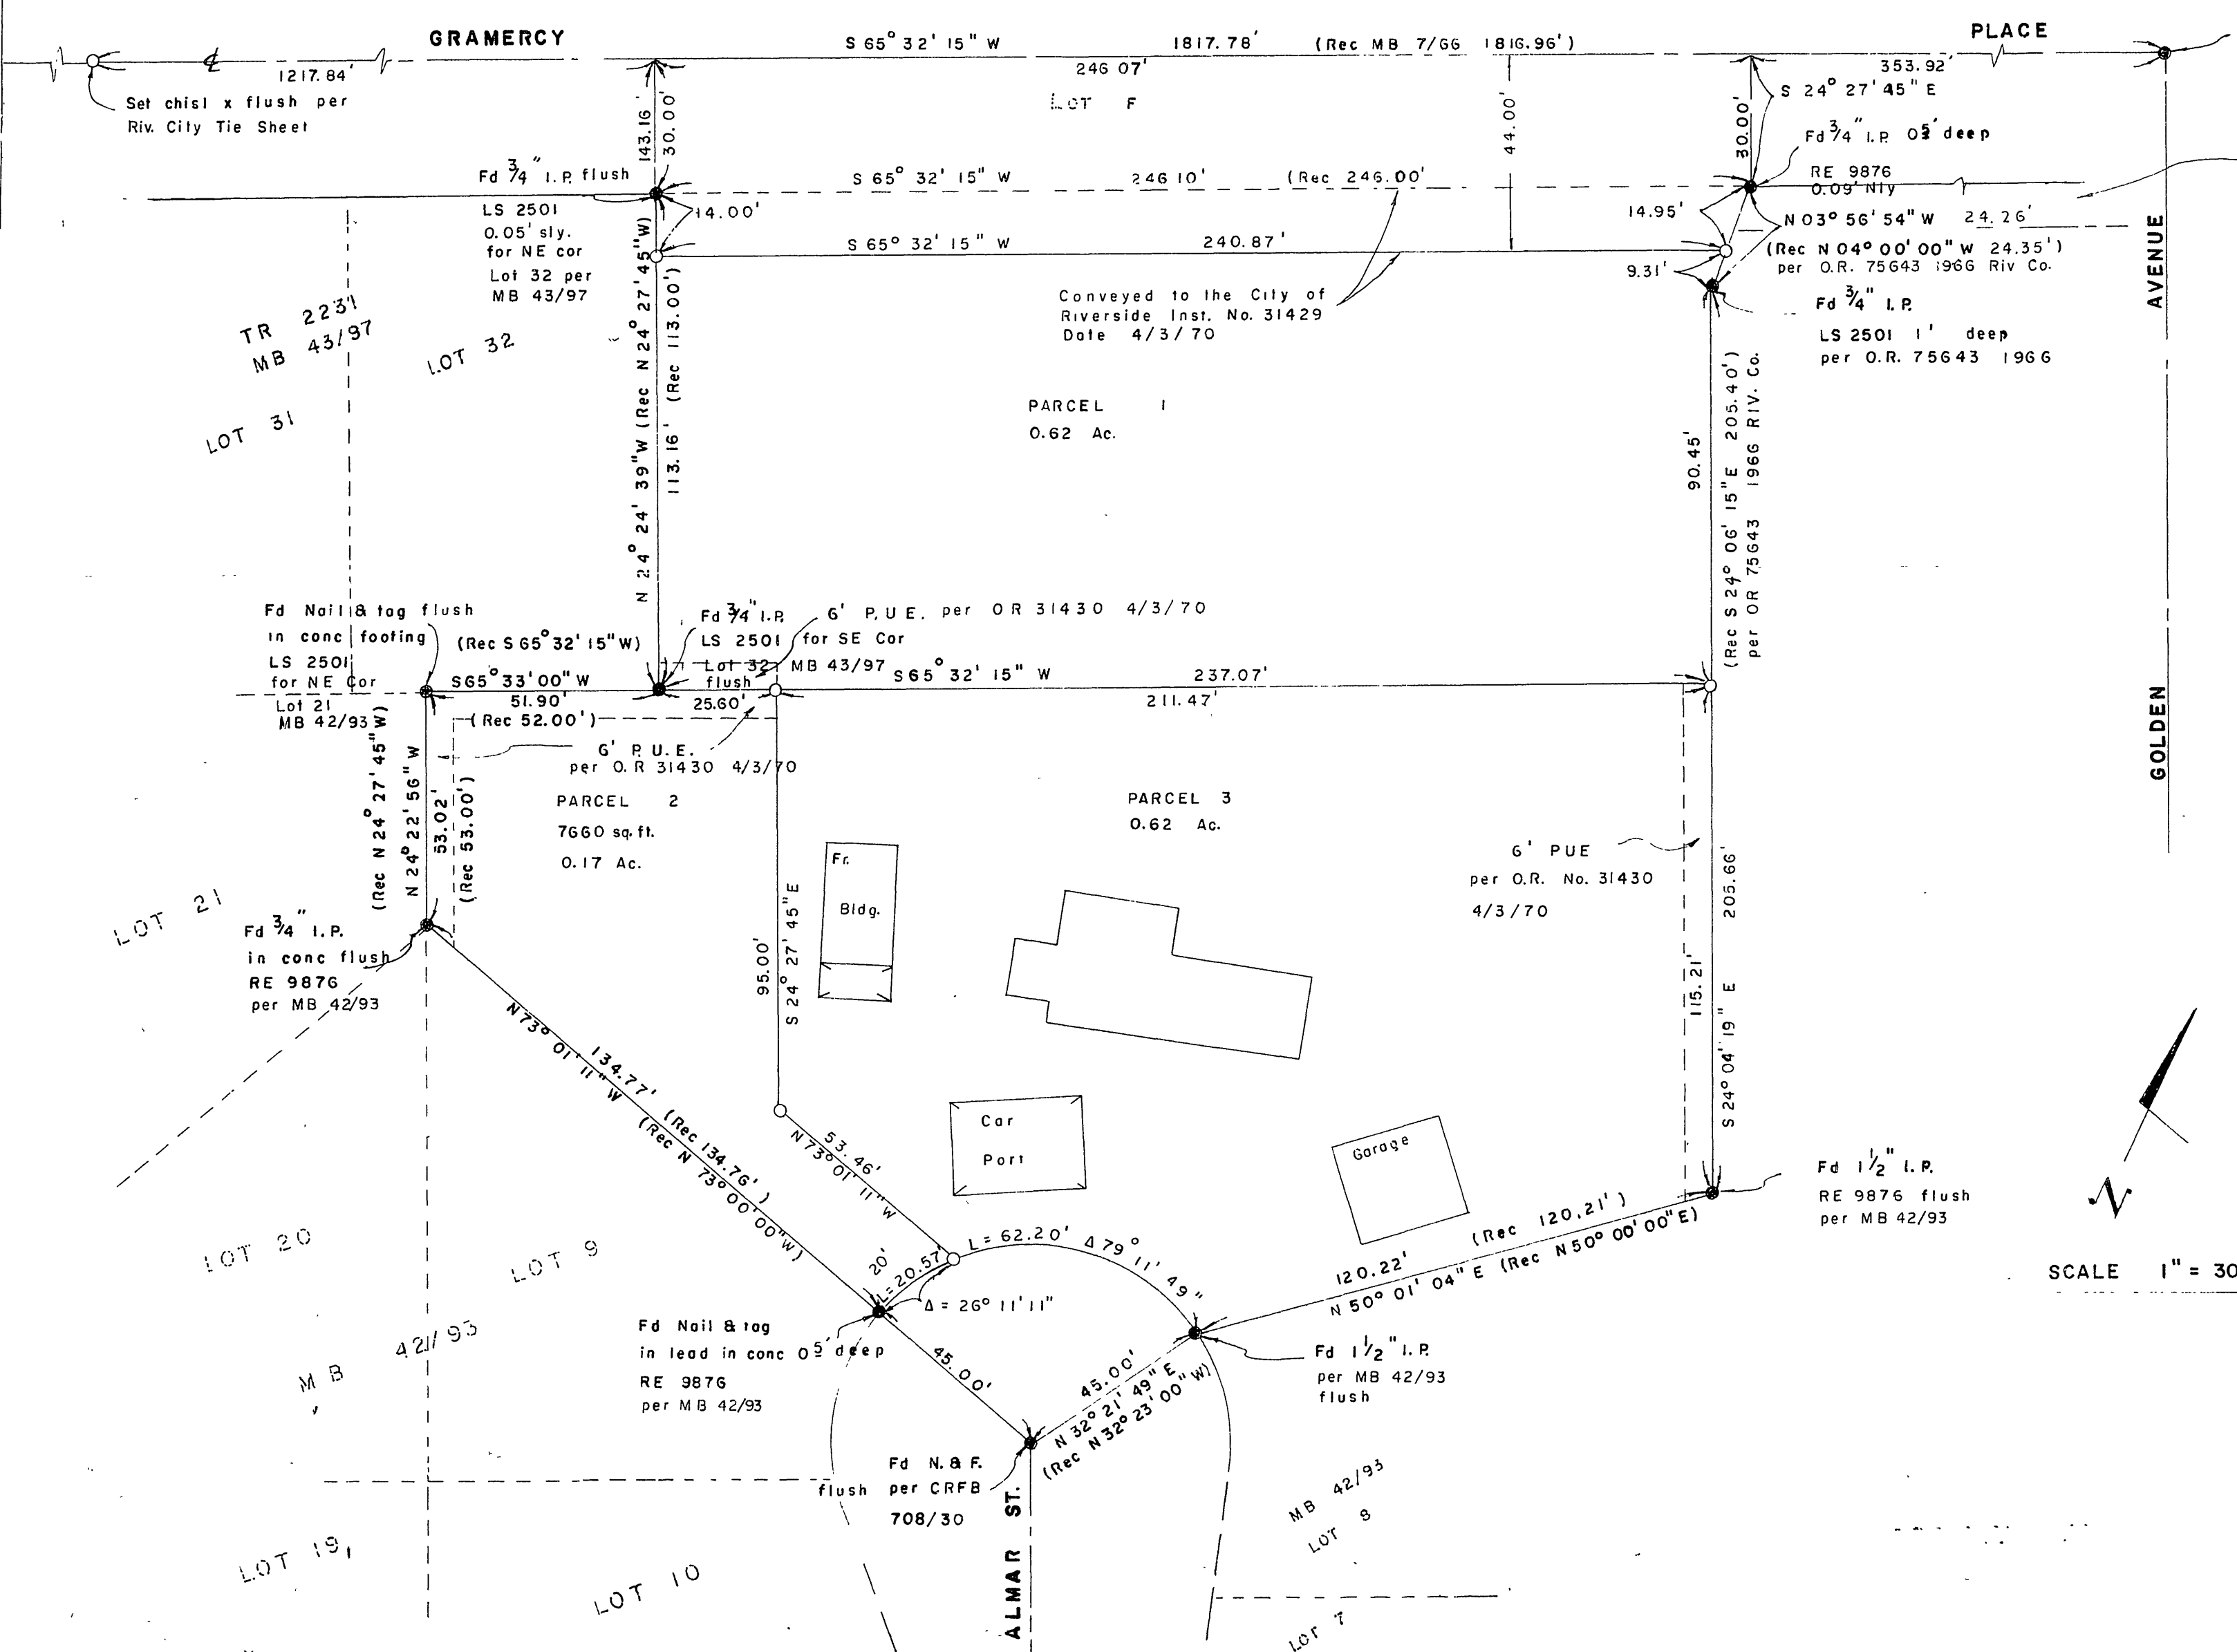 GRAMERCY
PLACE
S 65° 32' 15" W 1817.78' (Rec MB 7/66 1816.96')
1217.84'
246 07'
353.92'
Set chisl x flush per
Riv. City Tie Sheet
LOT F
143.16'
30.00'
44.00'
30.00'
S 24° 27' 45" E
Fd 3/4" I.P. 0.5' deep
RE 9876
0.09' Nly
Fd 3/4" I.P. flush
LS 2501
0.05' sly.
for NE cor
Lot 32 per
MB 43/97
S 65° 32' 15" W 246 10' (Rec 246.00'
14.00'
14.95'
N 03° 56' 54" W 24.26'
(Rec N 04° 00' 00" W 24.35')
per O.R. 75643 1966 Riv Co.
S 65° 32' 15" W 240.87'
9.31'
Fd 3/4" I.P.
LS 2501 1' deep
per O.R. 75643 1966
Conveyed to the City of
Riverside Inst. No. 31429
Date 4/3/70
AVENUE
GOLDEN
TR 2231
MB 43/97
LOT 32
LOT 31
N 24° 24' 39" W (Rec N 24° 27' 45" W)
113.16' (Rec 113.00')
PARCEL 1
0.62 Ac.
90.45'
(Rec S 24° 06' 15" E 205.40')
per OR 75643 1966 RIV. Co.
Fd Nail & tag flush
in conc footing
LS 2501
for NE Cor
Lot 21
MB 42/93
(Rec S 65° 32' 15" W)
S65° 33' 00" W
51.90'
(Rec 52.00')
Fd 3/4" I.P.
LS 2501 for SE Cor
Lot 32 MB 43/97
flush
6' P.U.E. per OR 31430 4/3/70
25.60'
S 65° 32' 15" W 237.07'
211.47'
6' P.U.E.
per O.R 31430 4/3/70
(Rec N 24° 27' 45" W)
N 24° 22' 56" W
53.02'
(Rec 53.00')
PARCEL 2
7660 sq.ft.
0.17 Ac.
PARCEL 3
0.62 Ac.
Fr.
Bldg.
95.00'
S 24° 27' 45" E
6' PUE
per O.R. No. 31430
4/3/70
205.66'
115.21'
S 24° 04' 19" E
LOT 21
Fd 3/4" I.P.
in conc flush
RE 9876
per MB 42/93
134.77' (Rec 134.76')
N 73° 01' 11" W (Rec N 73° 00' 00" W)
53.46'
N 73° 01' 11" W
Car
Port
Garage
Fd 1 1/2" I.P.
RE 9876 flush
per MB 42/93
N
SCALE 1" = 30
LOT 20
LOT 9
20'
L=20.57'
L= 62.20' Δ 79° 11' 49"
Δ = 26° 11' 11"
120.22' (Rec 120.21')
N 50° 01' 04" E (Rec N 50° 00' 00" E)
Fd Nail & tag
in lead in conc 0.5' deep
RE 9876
per MB 42/93
45.00'
45.00'
N 32° 21' 49" E
(Rec N 32° 23' 00" W)
Fd 1 1/2" I.P.
per MB 42/93
flush
MB 42/93
Fd N. & F.
flush per CRFB
708/30
ALMAR ST.
MB 42/93
LOT 8
LOT 19
LOT 10
LOT 7